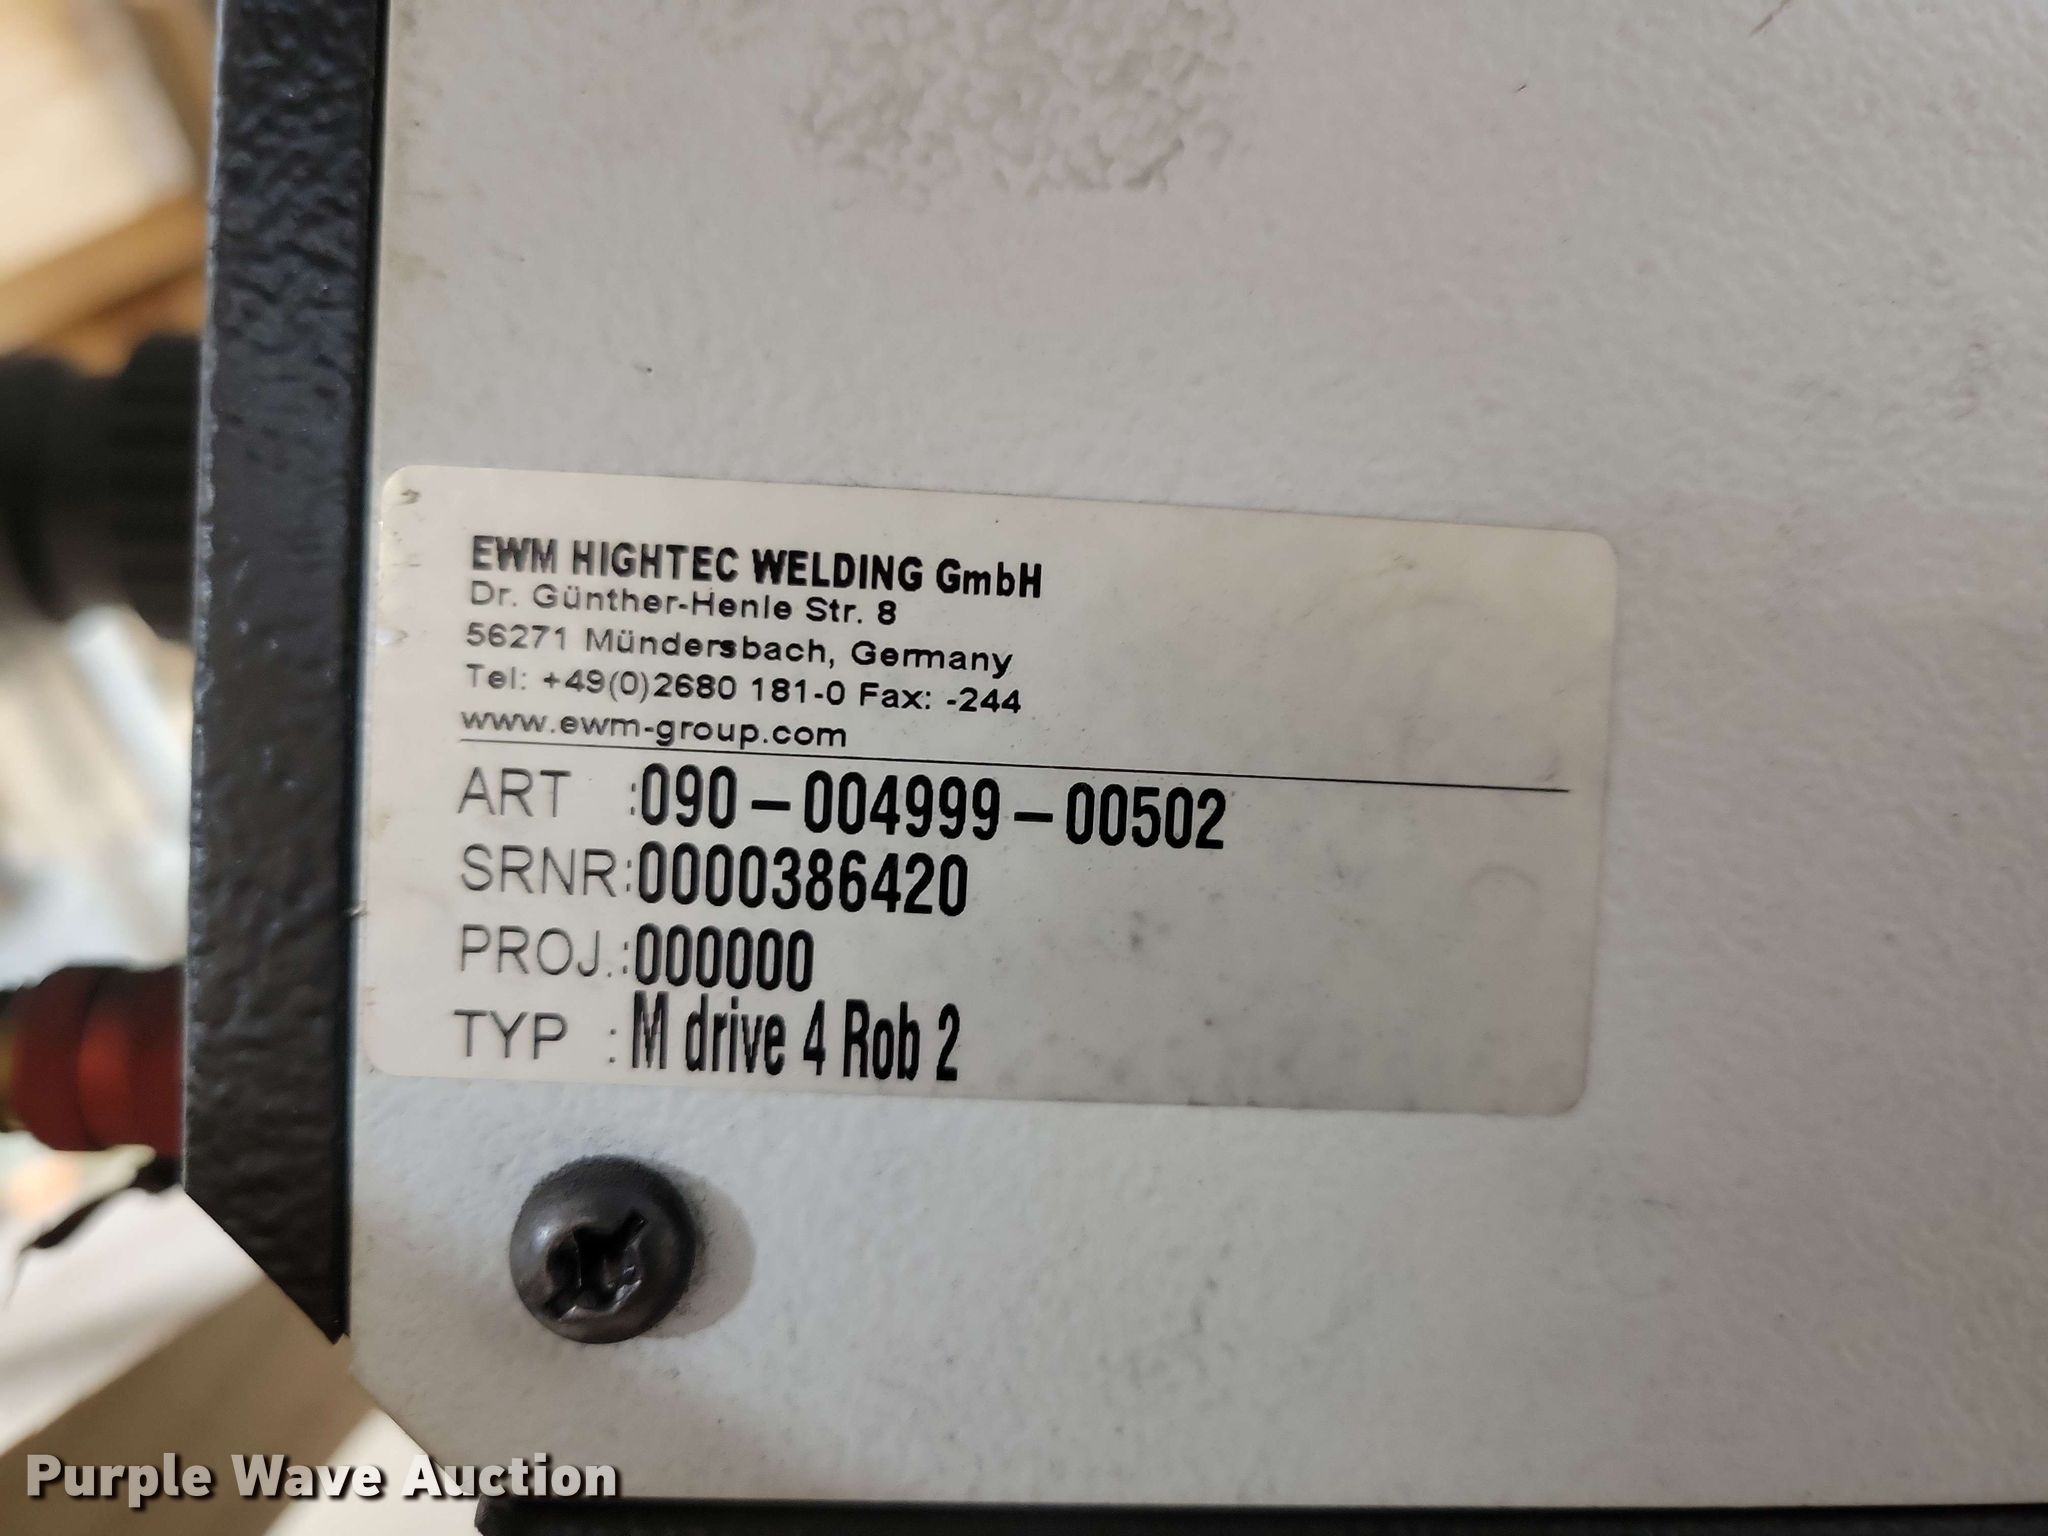 EWM HIGHTEC WELDING GmbH
Dr. Günther-Henle Str. 8
56271 Mündersbach, Germany
Tel: +49(0)2680 181-0 Fax: -244
www.ewm-group.com
ART :090-004999-00502
SRNR:0000386420
PROJ.:000000
TYP : M drive 4 Rob 2
Purple Wave Auction